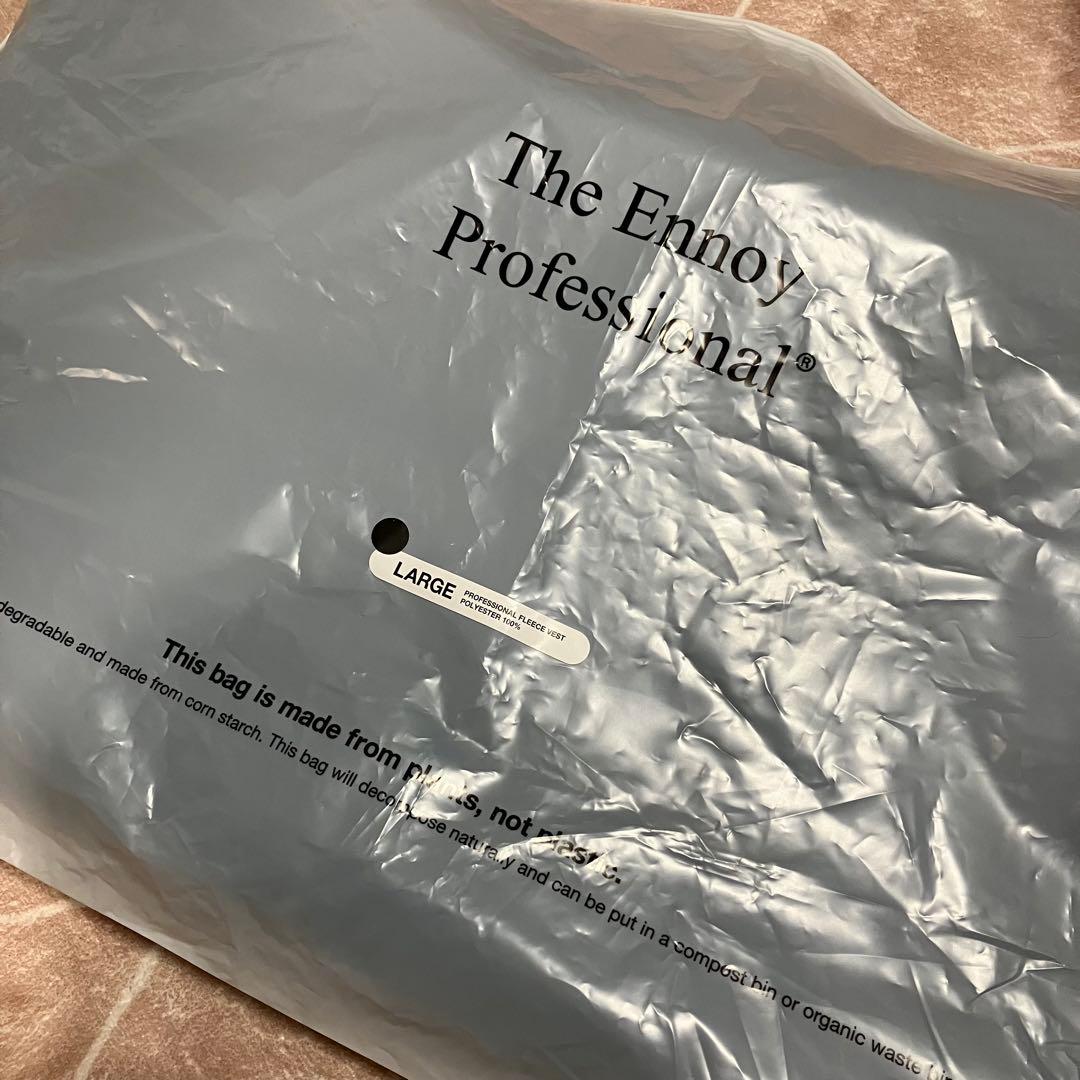 The Ennoy
Professional®
LARGE
PROFESSIONAL FLEECE VEST
POLYESTER 100%
This bag is made from plants, not plastic.
degradable and made from corn starch. This bag will decompose naturally and can be put in a compost bin or organic waste bin